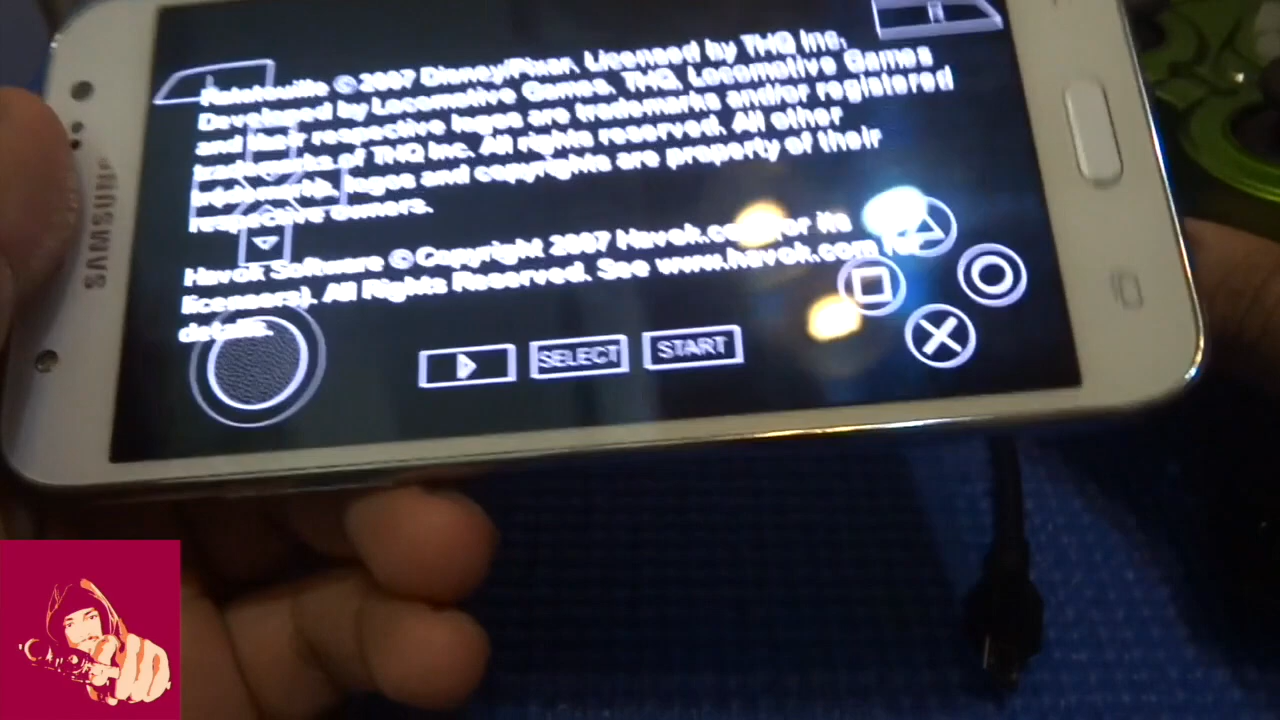 Ratatouille © 2007 Disney/Pixar. Licensed by THQ Inc.
Developed by Locomotive Games. THQ, Locomotive Games
and their respective logos are trademarks and/or registered
trademarks of THQ Inc. All rights reserved. All other
trademarks, logos and copyrights are property of their
respective owners.
Havok Software © Copyright 2007 Havok.com (or its
licensers). All Rights Reserved. See www.havok.com for
details.
SELECT
START
SAMSUNG